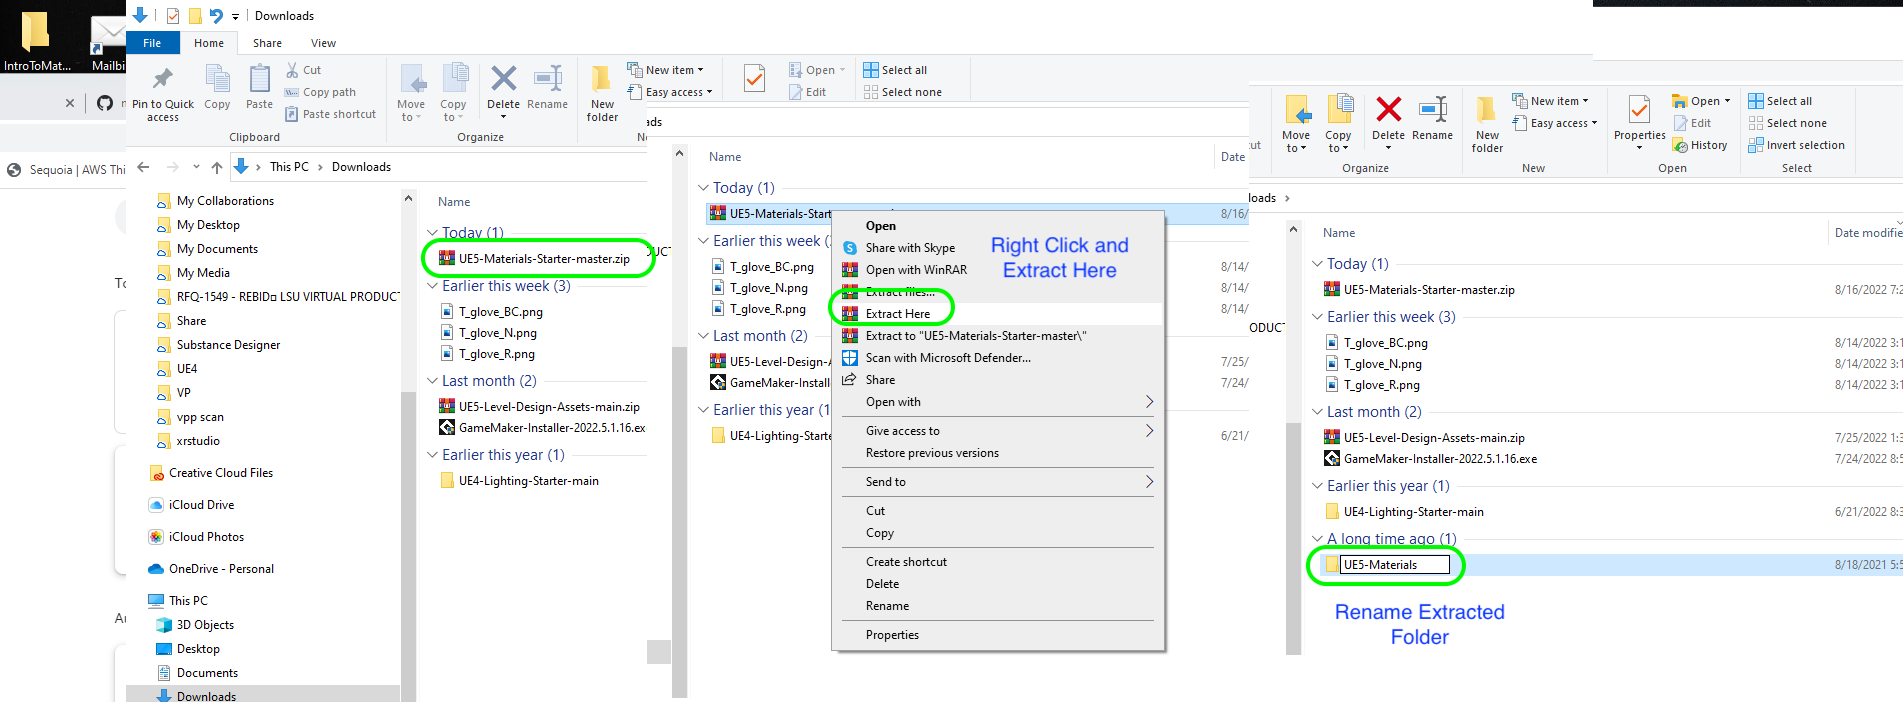 IntroToMat...
Mailbi
Sequoia | AWS Thi
Downloads
File
Home
Share
View
Pin to Quick access
Copy
Paste
Cut
Copy path
Paste shortcut
Clipboard
Move to
Copy to
Delete
Rename
Organize
New folder
New item
Easy access
Open
Edit
Select all
Select none
This PC
Downloads
My Collaborations
My Desktop
My Documents
My Media
RFQ-1549 - REBID□ LSU VIRTUAL PRODUCT
Share
Substance Designer
UE4
VP
vpp scan
xrstudio
Creative Cloud Files
iCloud Drive
iCloud Photos
OneDrive - Personal
This PC
3D Objects
Desktop
Documents
Downloads
Name
Today (1)
UE5-Materials-Starter-master.zip
Earlier this week (3)
T_glove_BC.png
T_glove_N.png
T_glove_R.png
Last month (2)
UE5-Level-Design-Assets-main.zip
GameMaker-Installer-2022.5.1.16.exe
Earlier this year (1)
UE4-Lighting-Starter-main
ads
Name
Date
Today (1)
UE5-Materials-Start
8/16/
Earlier this week (
T_glove_BC.png
8/14/
T_glove_N.png
8/14/
T_glove_R.png
8/14/
Last month (2)
UE5-Level-Design-A
7/25/
GameMaker-Instal
7/24/
Earlier this year (1
UE4-Lighting-Starte
6/21/
Open
Share with Skype
Open with WinRAR
Extract files...
Extract Here
Extract to "UE5-Materials-Starter-master\"
Scan with Microsoft Defender...
Share
Open with
Give access to
Restore previous versions
Send to
Cut
Copy
Create shortcut
Delete
Rename
Properties
Right Click and
Extract Here
Move to
Copy to
Delete
Rename
Organize
New folder
New item
Easy access
New
Properties
Open
Edit
History
Open
Select all
Select none
Invert selection
Select
loads
Name
Date modifie
Today (1)
UE5-Materials-Starter-master.zip
8/16/2022 7:2
Earlier this week (3)
T_glove_BC.png
8/14/2022 3:1
T_glove_N.png
8/14/2022 3:1
T_glove_R.png
8/14/2022 3:1
Last month (2)
UE5-Level-Design-Assets-main.zip
7/25/2022 1:3
GameMaker-Installer-2022.5.1.16.exe
7/24/2022 8:5
Earlier this year (1)
UE4-Lighting-Starter-main
6/21/2022 8:3
A long time ago (1)
UE5-Materials
8/18/2021 5:5
Rename Extracted
Folder